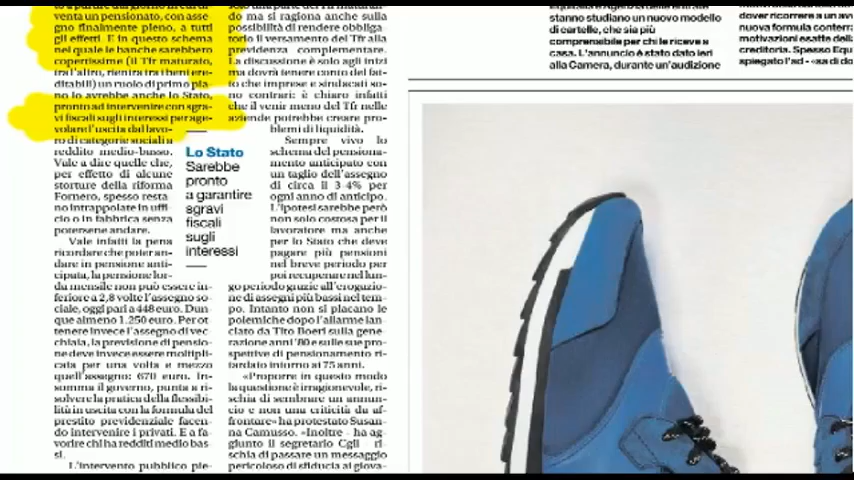 venta un pensionato, con asse
gno finalmente pieno, a tutti
gli effetti. E in questo schema
nel quale le banche sarebbero
copertissime (il Tfr maturato,
tra l'altro, rientra tra i beni ere-
ditabili) un ruolo di primo pia-
no lo avrebbe anche lo Stato,
pronto ad intervenire con sgra-
vi fiscali sugli interessi per age-
volare l'uscita dal lavo-
ro di categorie sociali a
reddito medio-basso.
Vale a dire quelle che,
per effetto di alcune
storture della riforma
Fornero, spesso resta
no intrappolate in uffi-
cio o in fabbrica senza
potersene andare.
Vale infatti la pena
ricordare che poter an-
dare in pensione anti-
cipata, la pensione lor-
da mensile non può essere in-
feriore a 2,8 volte l'assegno so-
ciale, oggi pari a 448 euro. Dun
que almeno 1.250 euro. Per ot
tenere invece l'assegno di vec
chiaia, la previsione di pensio-
ne deve invece essere moltipli-
cata per una volta e mezzo
quell'assegno: 670 euro. In-
somma il governo, punta a ri-
solvere la pratica della flessibi-
lità in uscita con la formula del
prestito previdenziale facen-
do intervenire i privati. E a fa-
vorire chi ha redditi medio bas-
si.
L'intervento pubblico pie-
Lo Stato
Sarebbe
pronto
a garantire
sgravi
fiscali
sugli
interessi
do ma si ragiona anche sulla
possibilità di rendere obbliga-
torio il versamento del Tfr alla
previdenza complementare.
La discussione è solo agli inizi
ma dovrà tenere conto del fat-
to che imprese e sindacati so-
no contrari: è chiaro infatti
che il venir meno del Tfr nelle
aziende potrebbe creare pro-
blemi di liquidità.
Sempre vivo lo
schema del pensiona-
mento anticipato con
un taglio dell'assegno
di circa il 3-4% per
ogni anno di anticipo.
L'ipotesi sarebbe però
non solo costosa per il
lavoratore ma anche
per lo Stato che deve
pagare più pensioni
nel breve periodo per
poi recuperare nel lun-
go periodo grazie all'erogazio-
ne di assegni più bassi nel tem-
po. Intanto non si placano le
polemiche dopo l'allarme lan-
ciato da Tito Boeri sulla gene-
razione anni '80 e sulle sue pro-
spettive di pensionamento ri-
tardato intorno ai 75 anni.
«Proporre in questo modo
la questione è irragionevole, ri-
schia di sembrare un annun-
cio e non una criticità da af-
frontare» ha protestato Susan-
na Camusso. «Inoltre - ha ag-
giunto il segretario Cgil ri-
schia di passare un messaggio
pericoloso di sfiducia ai giova-
stanno studiano un nuovo modello
di cartelle, che sia più
comprensibile per chi le riceve a
casa. L'annuncio è stato dato ieri
alla Camera, durante un'audizione
dover ricorrere a un av
nuova formula conterr
motivazioni esatte dell
creditoria. Spesso Equ
spiegato l'ad - «sa di do